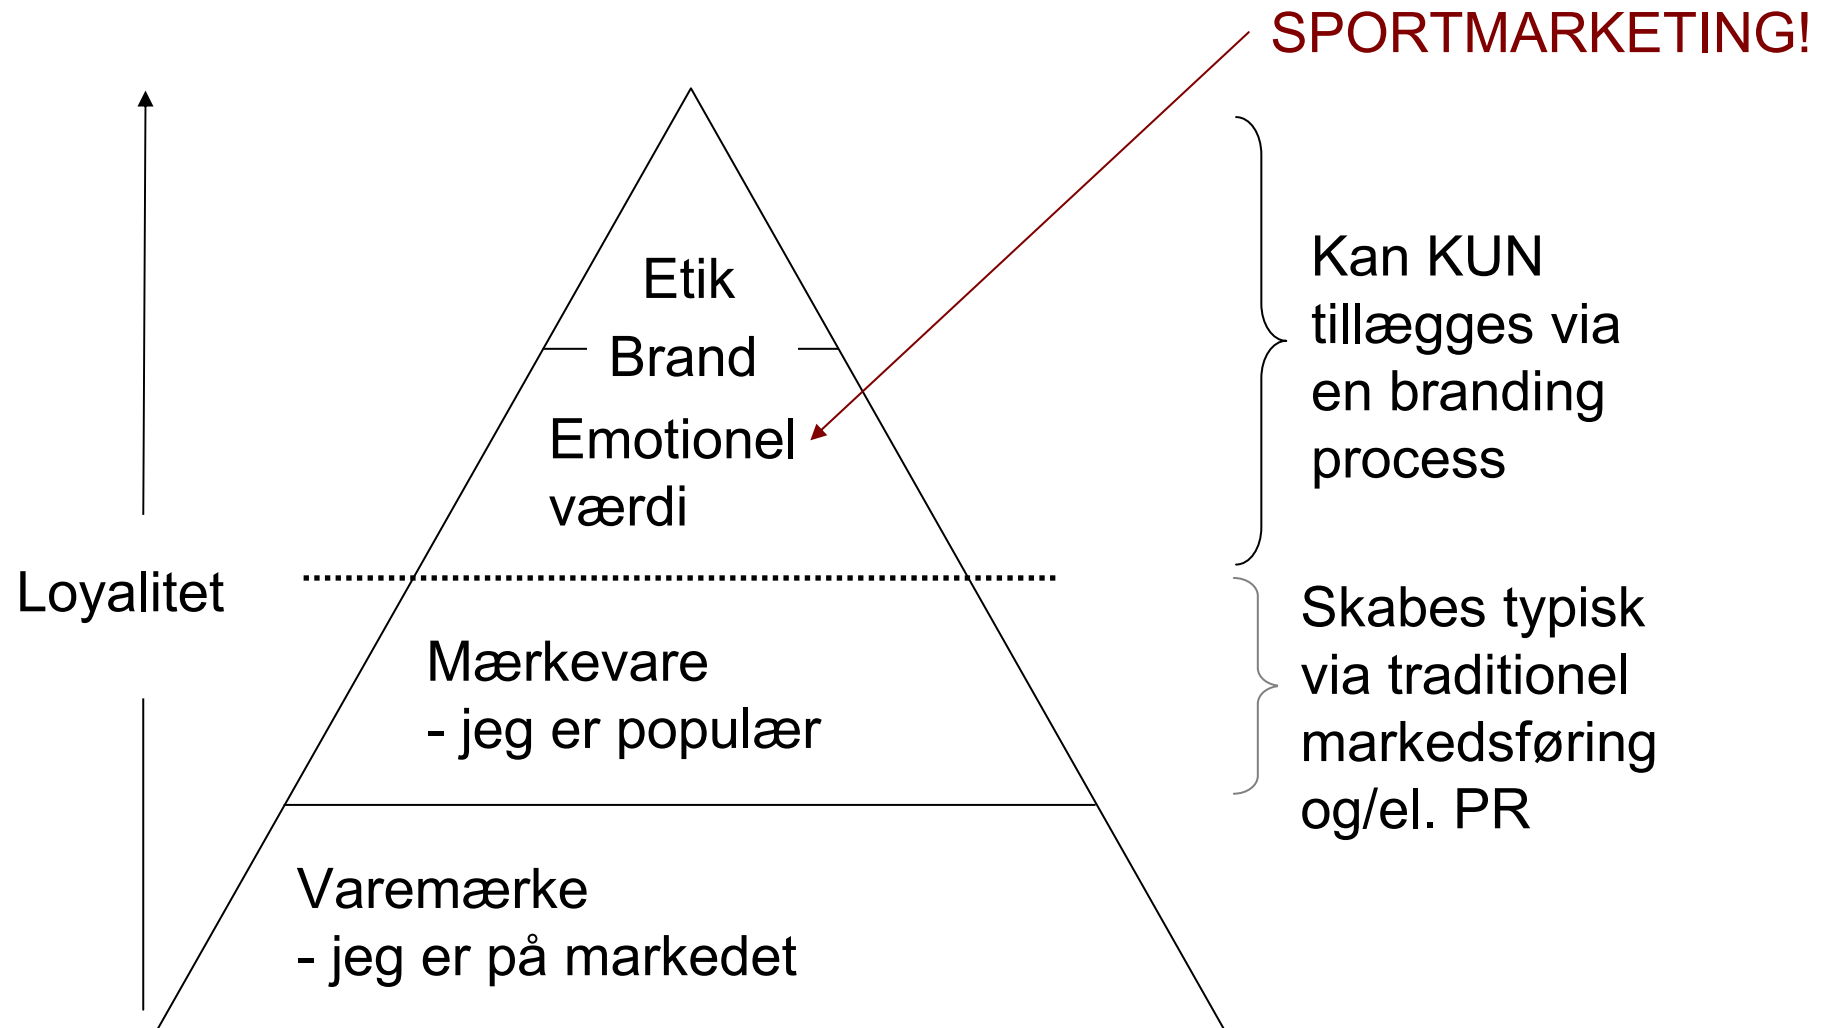 SPORTMARKETING!
Etik
Brand
Emotionel
værdi
Kan KUN
tillægges via
en branding
process
Loyalitet
Mærkevare
- jeg er populær
Skabes typisk
via traditionel
markedsføring
og/el. PR
Varemærke
- jeg er på markedet